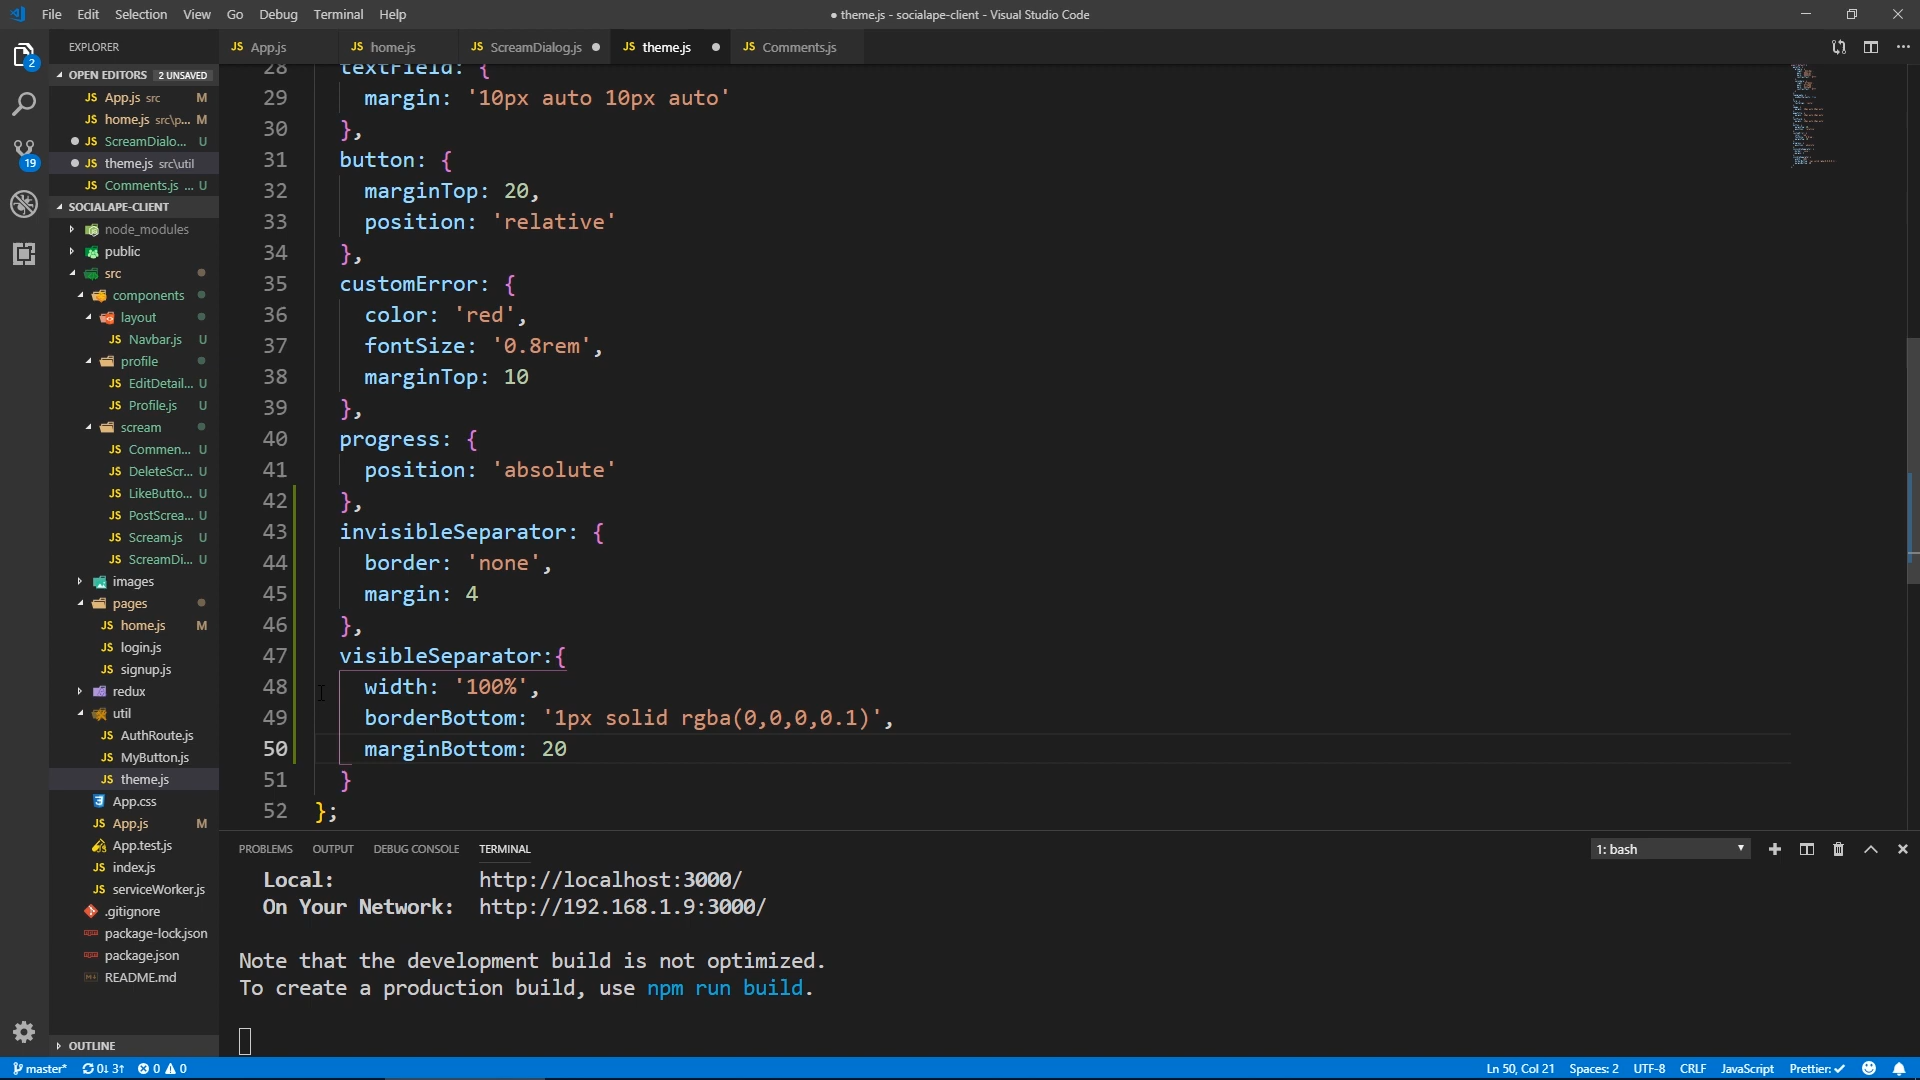 File Edit Selection View Go Debug Terminal Help
● theme.js - socialape-client - Visual Studio Code
EXPLORER
JS App.js
JS home.js
JS ScreamDialog.js ●
JS theme.js ●
JS Comments.js
2
OPEN EDITORS 2 UNSAVED
JS App.js src M
JS home.js src\p... M
● JS ScreamDialo... U
● JS theme.js src\util
JS Comments.js ... U
19
SOCIALAPE-CLIENT
node_modules
public
src
components
layout
JS Navbar.js U
profile
JS EditDetail... U
JS Profile.js U
scream
JS Commen... U
JS DeleteScr... U
JS LikeButto... U
JS PostScrea... U
JS Scream.js U
JS ScreamDi... U
images
pages
JS home.js M
JS login.js
JS signup.js
redux
util
JS AuthRoute.js
JS MyButton.js
JS theme.js
App.css
JS App.js M
App.test.js
JS index.js
JS serviceWorker.js
.gitignore
package-lock.json
package.json
README.md
OUTLINE
28 textField: {
29 margin: '10px auto 10px auto'
30 },
31 button: {
32 marginTop: 20,
33 position: 'relative'
34 },
35 customError: {
36 color: 'red',
37 fontSize: '0.8rem',
38 marginTop: 10
39 },
40 progress: {
41 position: 'absolute'
42 },
43 invisibleSeparator: {
44 border: 'none',
45 margin: 4
46 },
47 visibleSeparator:{
48 width: '100%',
49 borderBottom: '1px solid rgba(0,0,0,0.1)',
50 marginBottom: 20
51 }
52 };
PROBLEMS OUTPUT DEBUG CONSOLE TERMINAL
1: bash
Local: http://localhost:3000/
On Your Network: http://192.168.1.9:3000/
Note that the development build is not optimized.
To create a production build, use npm run build.
master* 0↓ 3↑ 0 0
Ln 50, Col 21 Spaces: 2 UTF-8 CRLF JavaScript Prettier: ✓